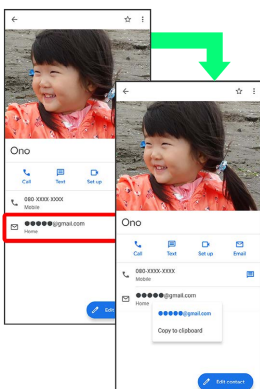 Ono
Call Text Set up
080-XXXX XXXX
Mobile
●●●●●@gmail.com
Home
Edit
Ono
Call Text Set up Email
080-XXXX-XXXX
Mobile
●●●●●@gmail.com
Home
●●●●●@gmail.com
Copy to clipboard
Edit contact